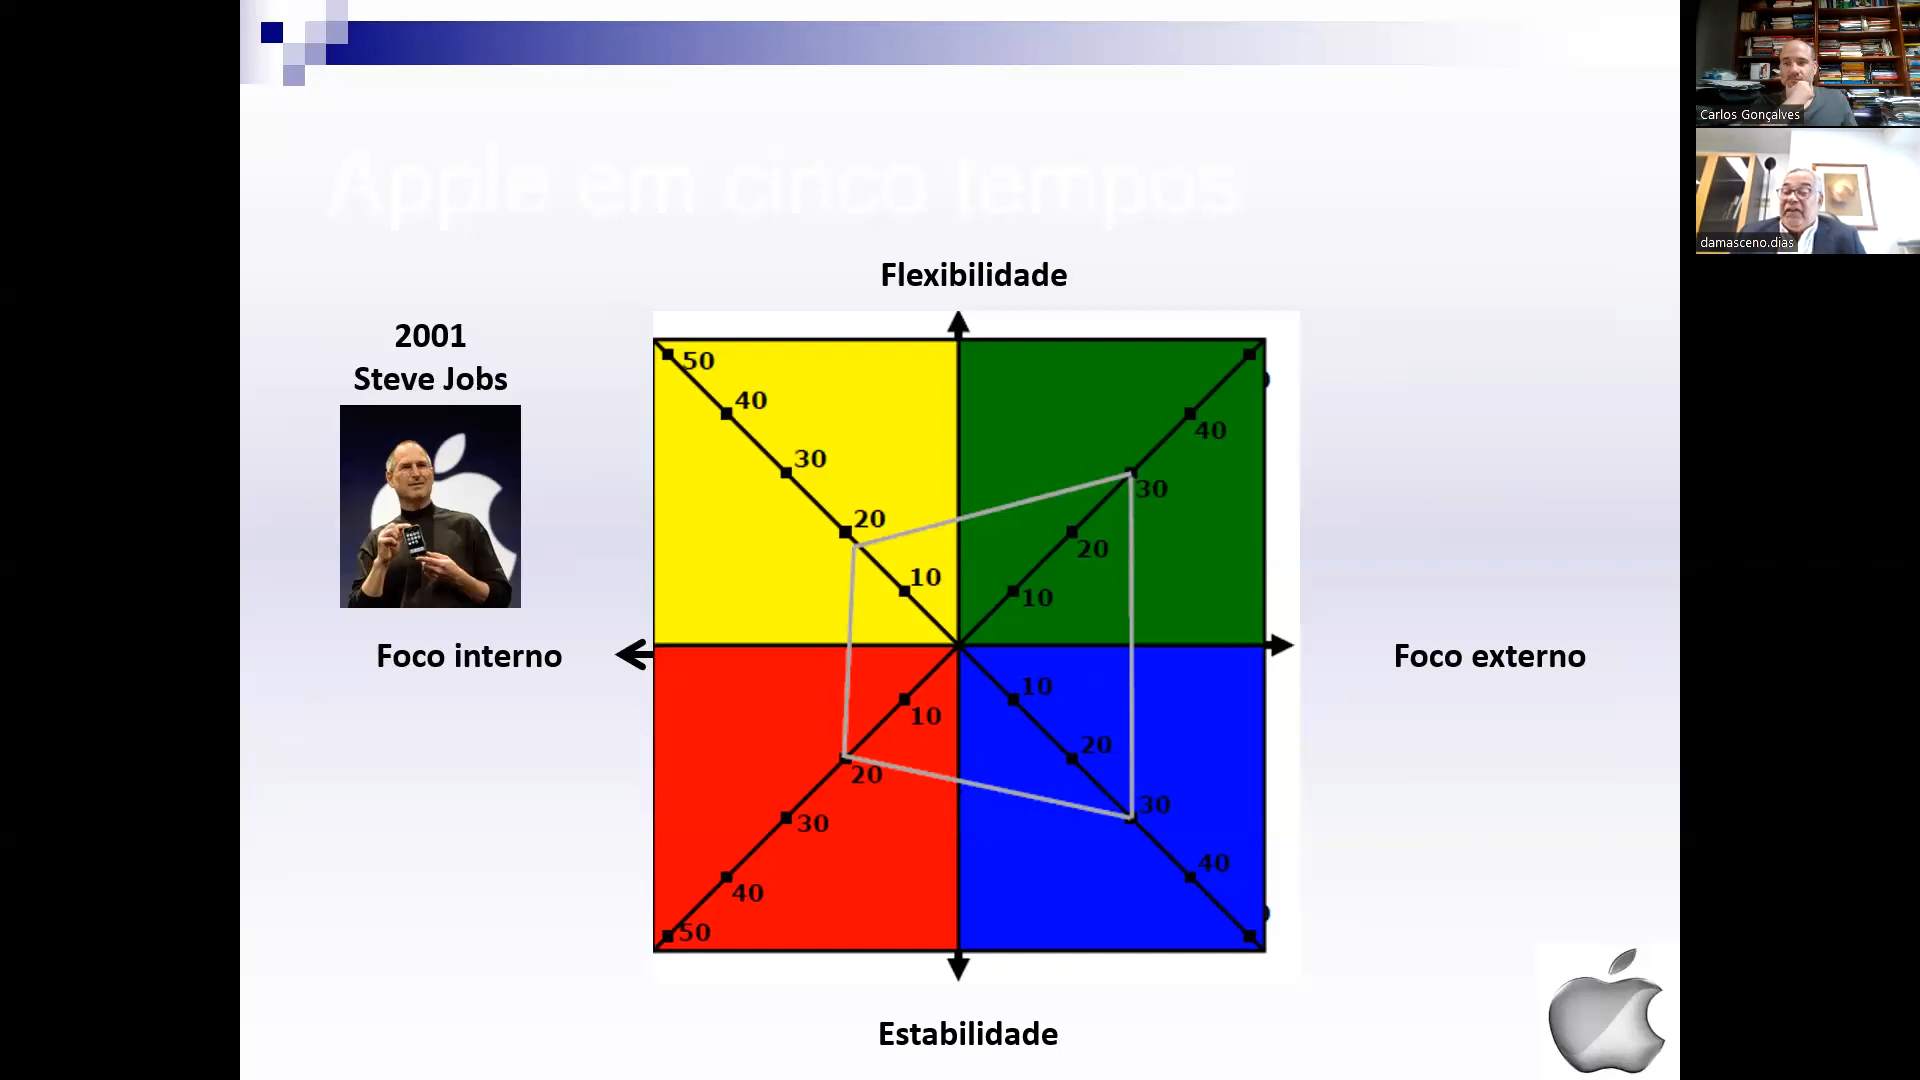 Apple em cinco tempos
Carlos Gonçalves
damasceno.dias
Flexibilidade
2001
Steve Jobs
50
40
30
20
10
40
30
20
10
Foco interno
Foco externo
10
20
30
40
50
10
20
30
40
Estabilidade